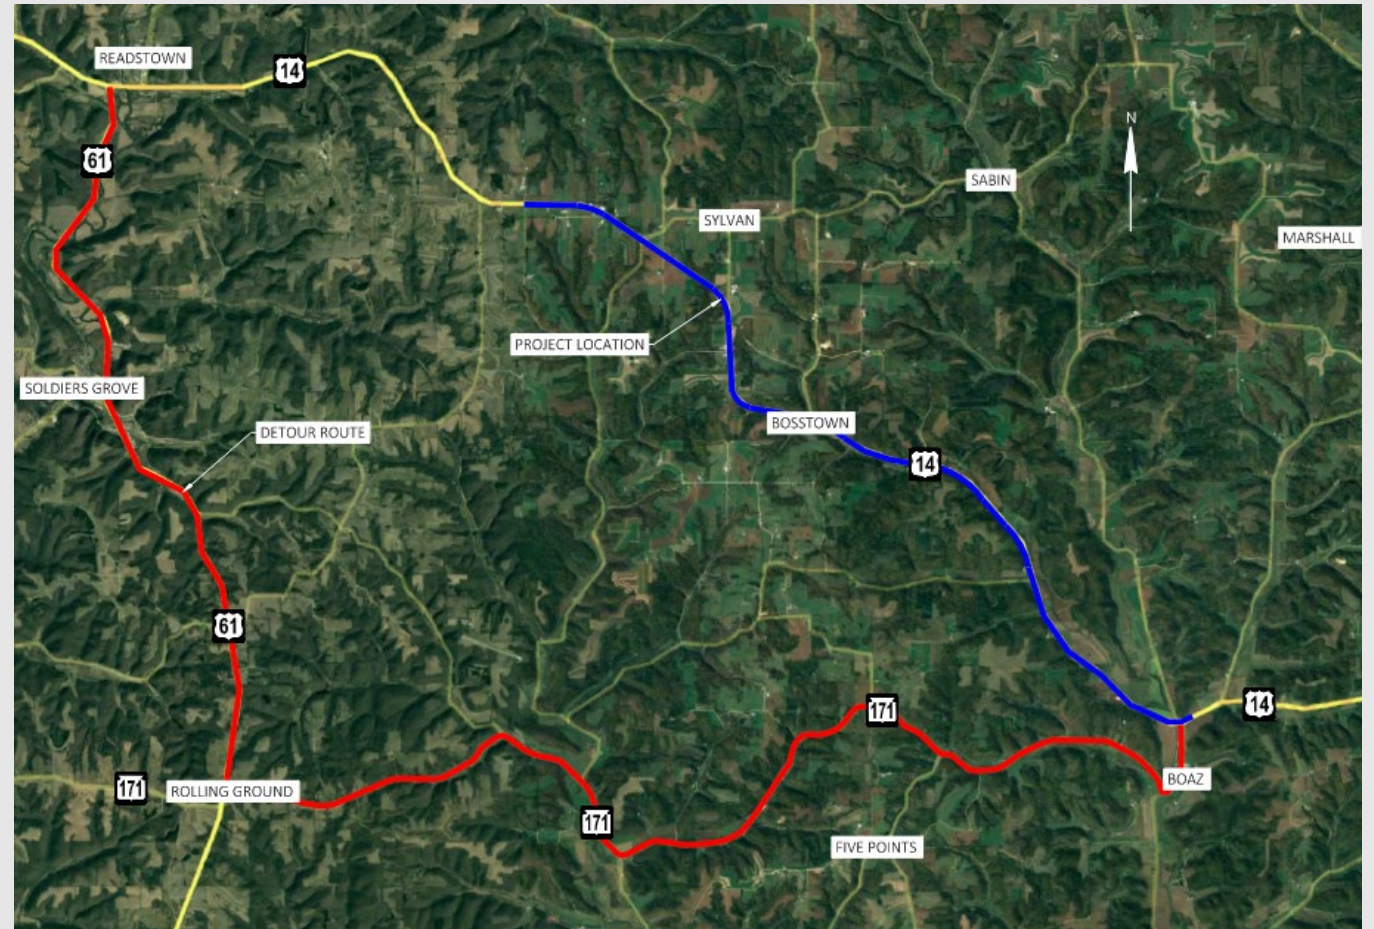 READSTOWN
14
N
61
SABIN
SYLVAN
MARSHALL
PROJECT LOCATION
SOLDIERS GROVE
BOSSTOWN
DETOUR ROUTE
14
61
14
171
BOAZ
171
ROLLING GROUND
171
FIVE POINTS